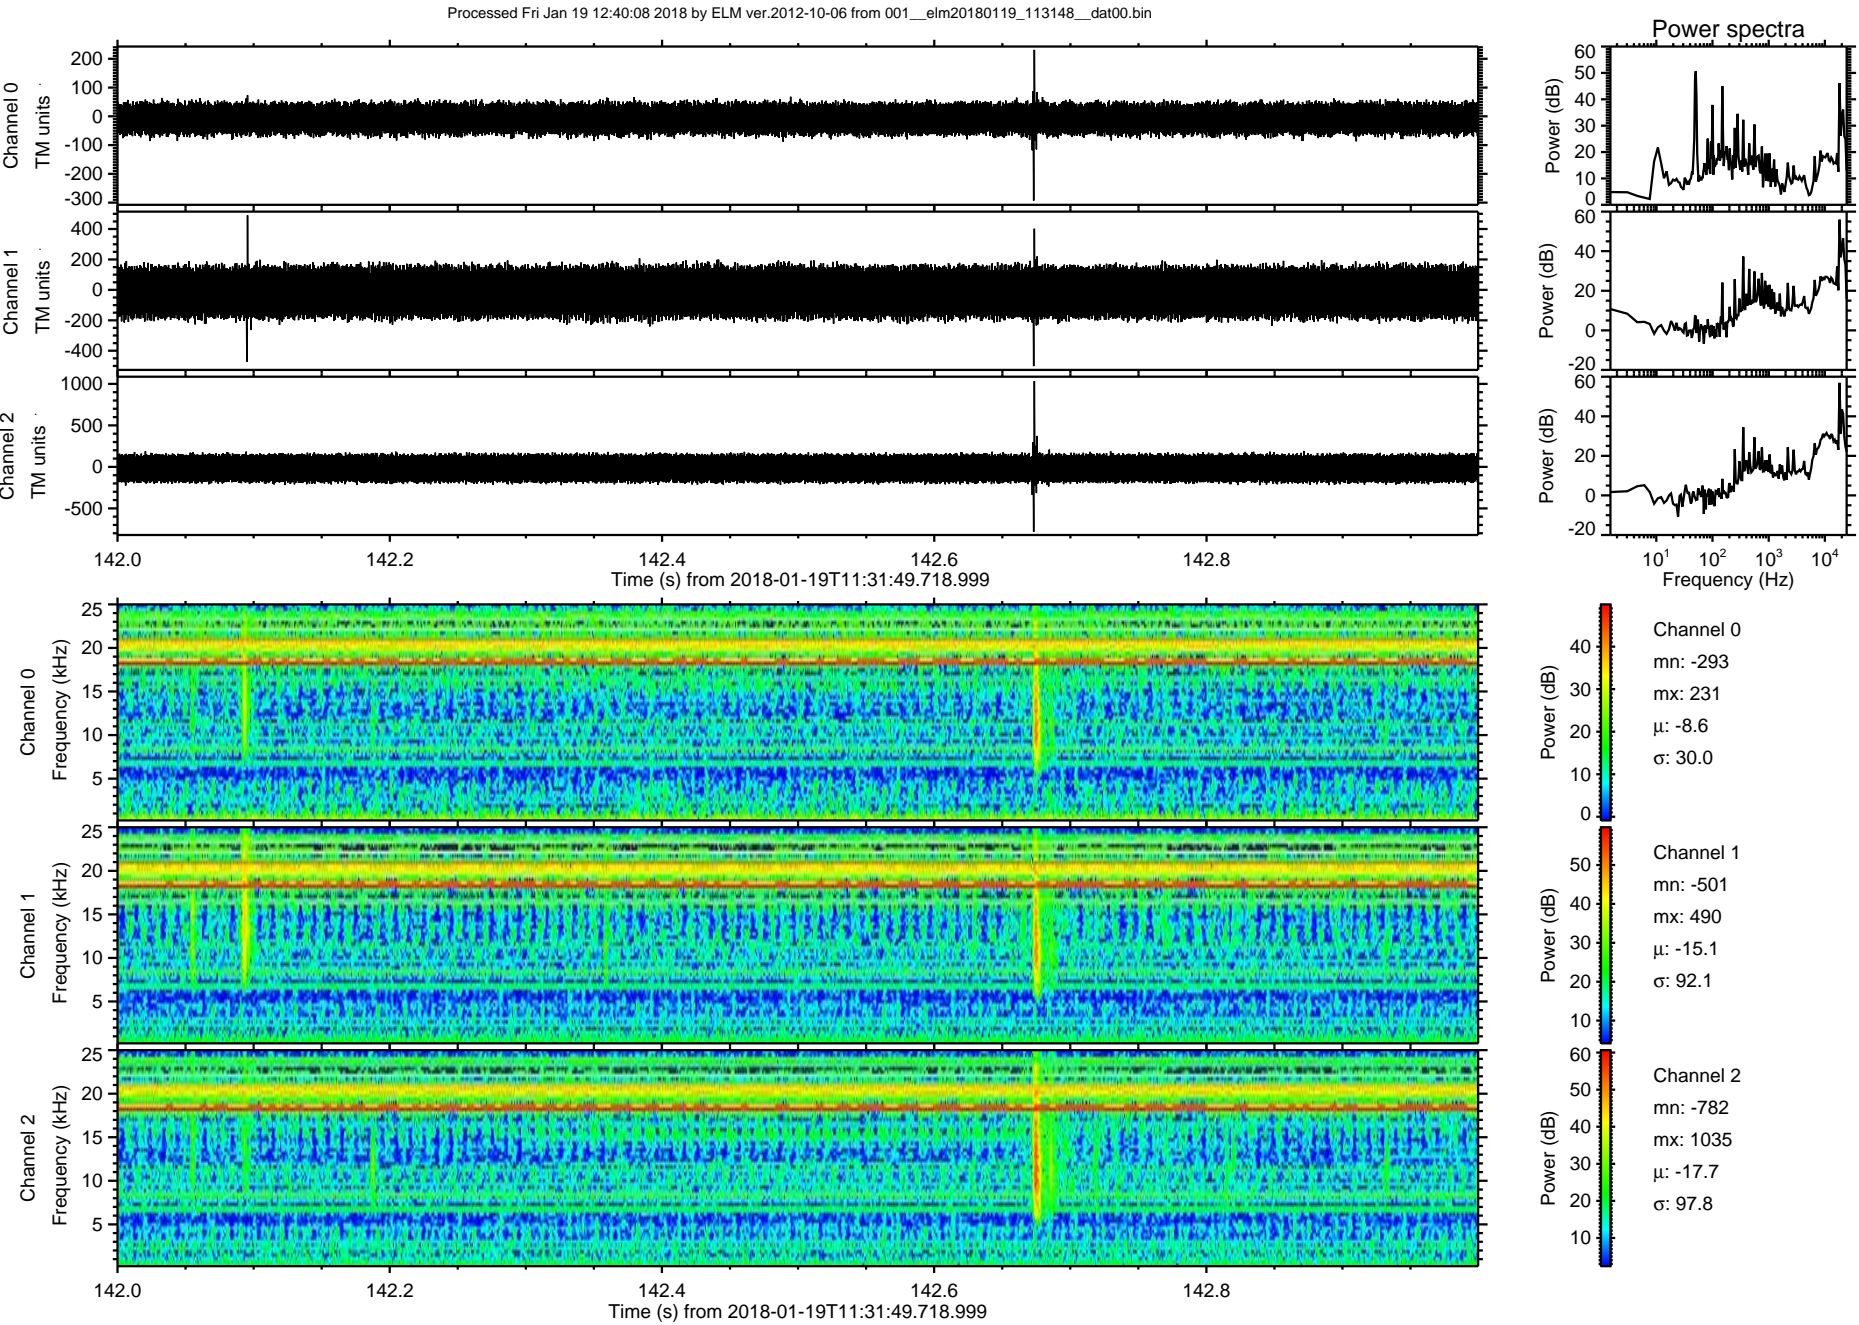 Processed Fri Jan 19 12:40:08 2018 by ELM ver.2012-10-06 from 001__elm20180119_113148__dat00.bin
Power spectra
Channel 0
TM units
200
100
0
-100
-200
-300
Power (dB)
60
50
40
30
20
10
0
Channel 1
TM units
400
200
0
-200
-400
Power (dB)
60
40
20
0
-20
Channel 2
TM units
1000
500
0
-500
Power (dB)
60
40
20
0
-20
142.0 142.2 142.4 142.6 142.8
Time (s) from 2018-01-19T11:31:49.718.999
10^1 10^2 10^3 10^4
Frequency (Hz)
Channel 0
Frequency (kHz)
25
20
15
10
5
Power (dB)
40
30
20
10
0
Channel 0
mn: -293
mx: 231
μ: -8.6
σ: 30.0
Channel 1
Frequency (kHz)
25
20
15
10
5
Power (dB)
50
40
30
20
10
Channel 1
mn: -501
mx: 490
μ: -15.1
σ: 92.1
Channel 2
Frequency (kHz)
25
20
15
10
5
Power (dB)
60
50
40
30
20
10
Channel 2
mn: -782
mx: 1035
μ: -17.7
σ: 97.8
142.0 142.2 142.4 142.6 142.8
Time (s) from 2018-01-19T11:31:49.718.999